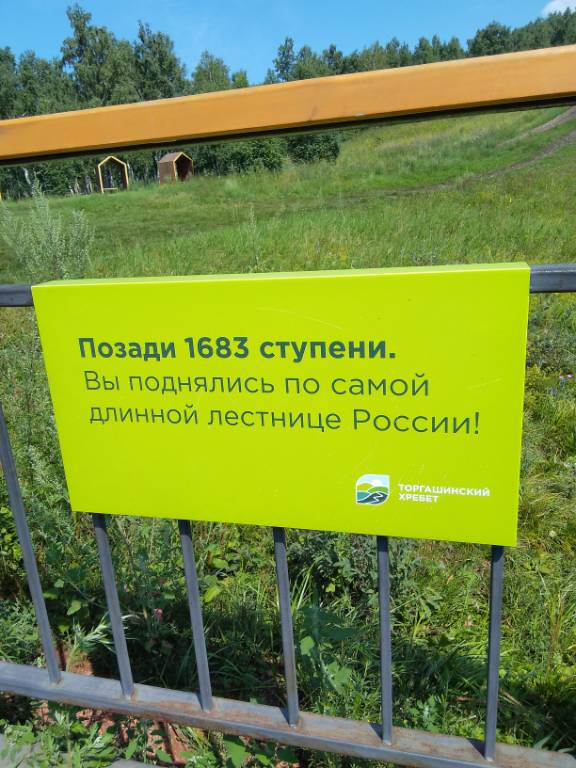 Позади 1683 ступени.
Вы поднялись по самой
длинной лестнице России!
ТОРГАШИНСКИЙ
ХРЕБЕТ